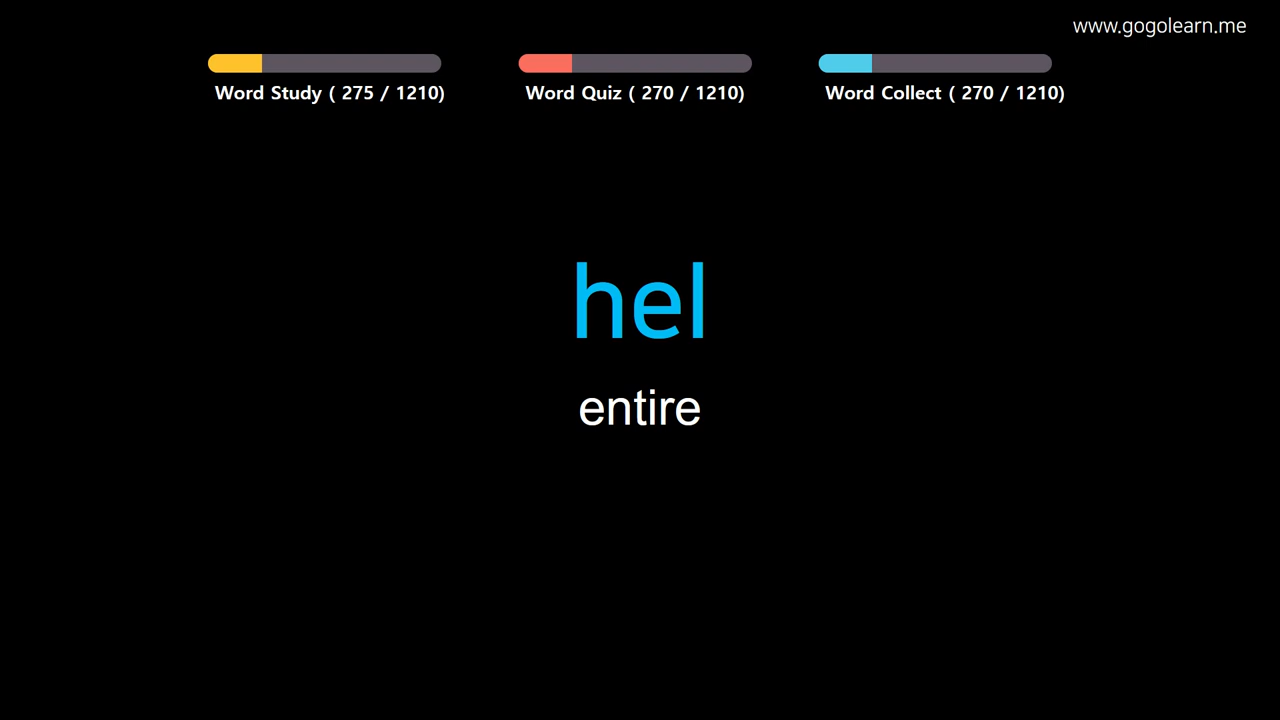 www.gogolearn.me
Word Study ( 275 / 1210)
Word Quiz ( 270 / 1210)
Word Collect ( 270 / 1210)
hel
entire